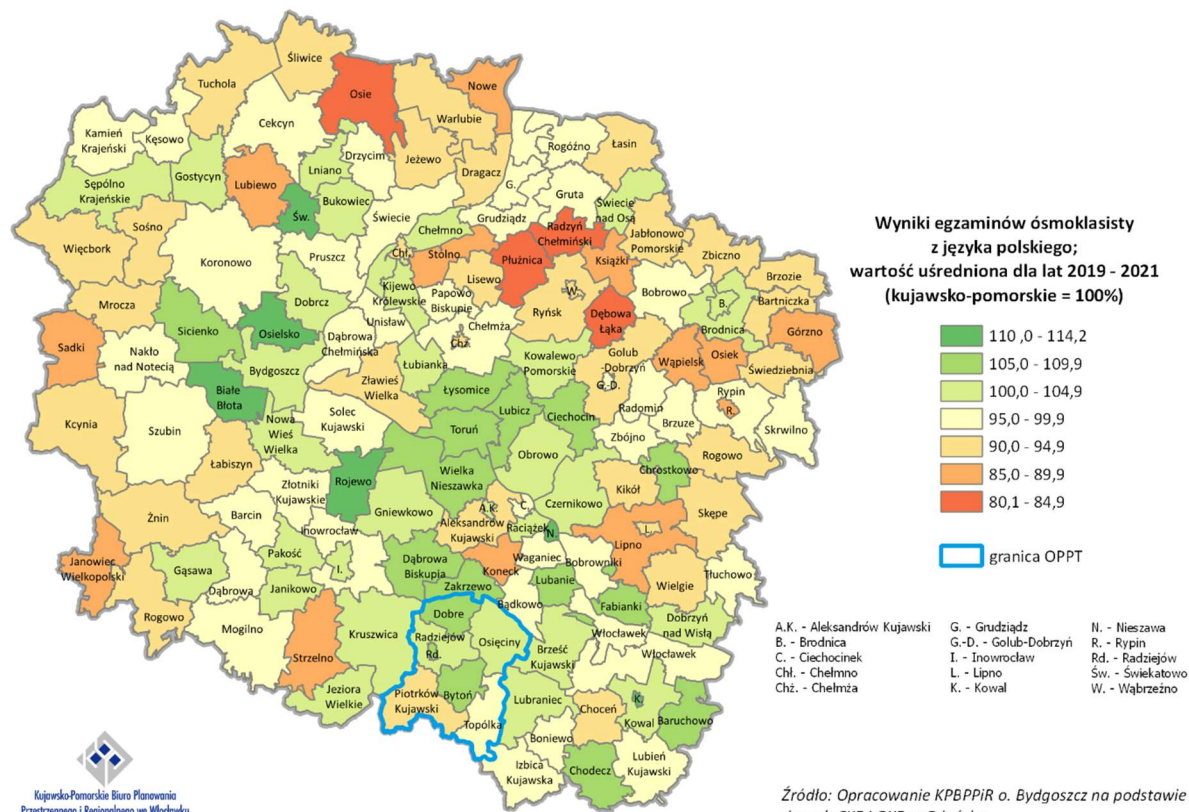 Śliwice
Tuchola
Osie
Nowe
Warlubie
Cekcyn
Kamień
Krajeński
Kęsowo
Drzycim
Jeżewo
Rogóźno
Łasin
Gostycyn
Lniano
Dragacz
Sępólno
Krajeńskie
Lubiewo
Bukowiec
G.
Gruta
Św.
Świecie
Grudziądz
Świecie
nad Osą
Sośno
Chełmno
Radzyń
Chełmiński
Jabłonowo
Pomorskie
Więcbork
Koronowo
Pruszcz
Chł.
Stolno
Płużnica
Książki
Zbiczno
Kijewo
Królewskie
Lisewo
Brzozie
Mrocza
Dobrcz
Papowo
Biskupie
W.
Bobrowo
B.
Bartniczka
Sicienko
Osielsko
Unisław
Ryńsk
Dębowa
Łąka
Brodnica
Górzno
Sadki
Nakło
nad Notecią
Dąbrowa
Chełmińska
Chełmża
Chż.
Bydgoszcz
Łubianka
Kowalewo
Pomorskie
Golub
Dobrzyń
Wąpielsk
Osiek
Świedziebnia
Białe
Błota
Zławieś
Wielka
Łysomice
G.-D.
Rypin
R.
Kcynia
Szubin
Nowa
Wieś
Wielka
Solec
Kujawski
Toruń
Lubicz
Ciechocin
Radomin
Brzuze
Skrwilno
Zbójno
Łabiszyn
Obrowo
Rogowo
Złotniki
Kujawskie
Rojewo
Wielka
Nieszawka
Chrostkowo
Kikół
Żnin
Barcin
Gniewkowo
A.K.
C.
Czernikowo
Skępe
Inowrocław
Aleksandrów
Kujawski
Raciążek
N.
L.
Janowiec
Wielkopolski
Gąsawa
Pakość
I.
Dąbrowa
Biskupia
Koneck
Waganiec
Bobrowniki
Lipno
Dąbrowa
Janikowo
Zakrzewo
Lubanie
Wielgie
Tłuchowo
Rogowo
Mogilno
Bądkowo
Fabianki
Dobrzyń
nad Wisłą
Strzelno
Kruszwica
Dobre
Radziejów
Rd.
Osięciny
Brześć
Kujawski
Włocławek
Włocławek
Jeziora
Wielkie
Piotrków
Kujawski
Bytoń
Lubraniec
Choceń
K.
Kowal
Baruchowo
Topólka
Boniewo
Izbica
Kujawska
Chodecz
Lubień
Kujawski
Wyniki egzaminów ósmoklasisty
z języka polskiego;
wartość uśredniona dla lat 2019 - 2021
(kujawsko-pomorskie = 100%)
110 ,0 - 114,2
105,0 - 109,9
100,0 - 104,9
95,0 - 99,9
90,0 - 94,9
85,0 - 89,9
80,1 - 84,9
granica OPPT
A.K. - Aleksandrów Kujawski
B. - Brodnica
C. - Ciechocinek
Chł. - Chełmno
Chż. - Chełmża
G. - Grudziądz
G.-D. - Golub-Dobrzyń
I. - Inowrocław
L. - Lipno
K. - Kowal
N. - Nieszawa
R. - Rypin
Rd. - Radziejów
Św. - Świekatowo
W. - Wąbrzeźno
Kujawsko-Pomorskie Biuro Planowania
Przestrzennego i Regionalnego we Włocławku
Źródło: Opracowanie KPBPPiR o. Bydgoszcz na podstawie